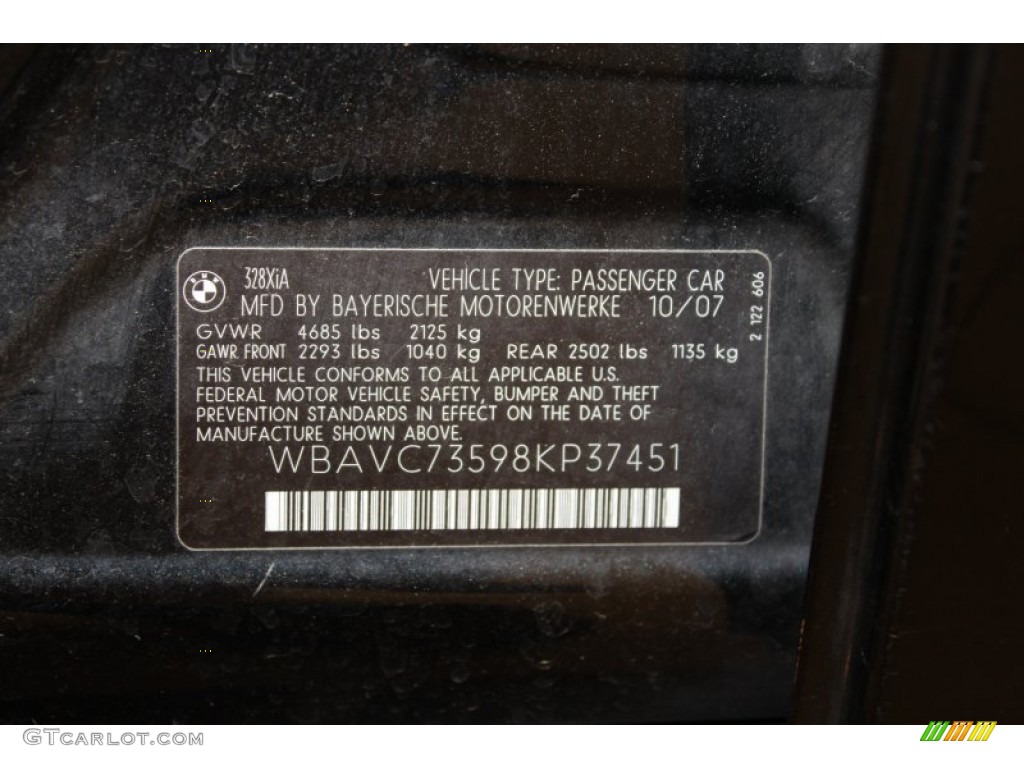 328XiA VEHICLE TYPE: PASSENGER CAR
MFD BY BAYERISCHE MOTORENWERKE 10/07
GVWR 4685 lbs 2125 kg
GAWR FRONT 2293 lbs 1040 kg REAR 2502 lbs 1135 kg
THIS VEHICLE CONFORMS TO ALL APPLICABLE U.S.
FEDERAL MOTOR VEHICLE SAFETY, BUMPER AND THEFT
PREVENTION STANDARDS IN EFFECT ON THE DATE OF
MANUFACTURE SHOWN ABOVE.
WBAVC73598KP37451
2 122 606
GTCarLot.com